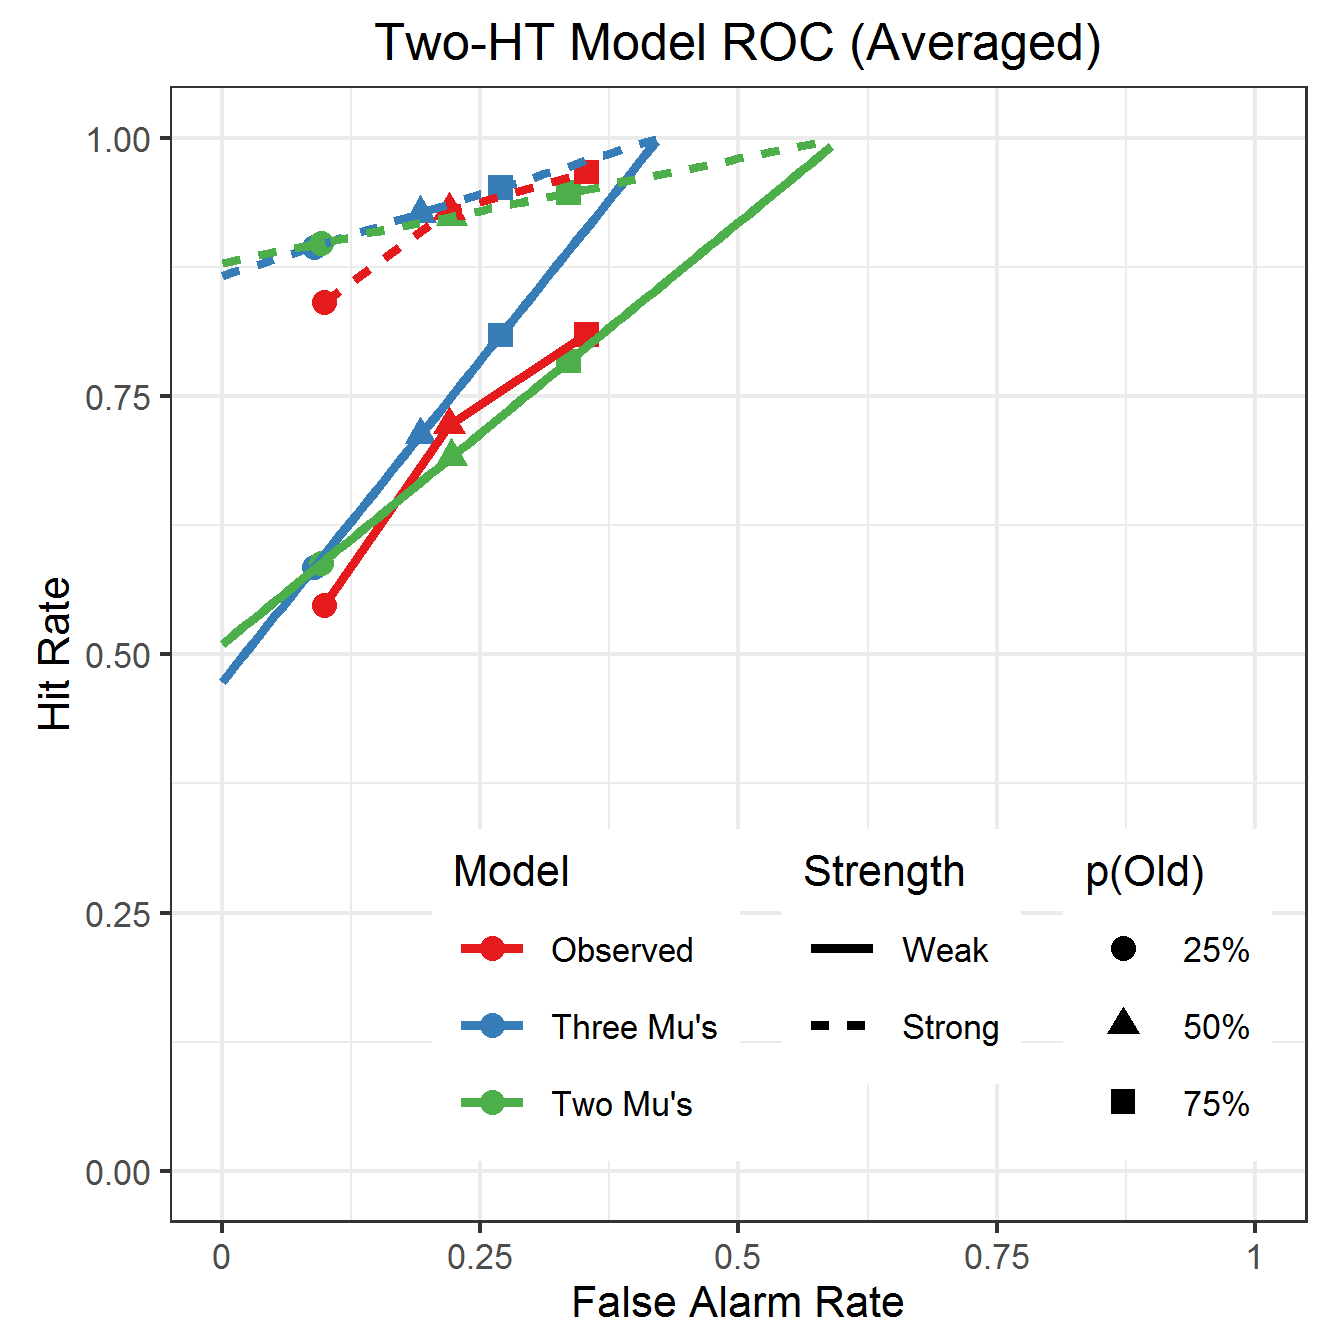 Two-HT Model ROC (Averaged)
1.00
0.75
0.50
0.25
0.00
Hit Rate
Model
Observed
Three Mu's
Two Mu's
Strength
Weak
Strong
p(Old)
25%
50%
75%
0 0.25 0.5 0.75 1
False Alarm Rate